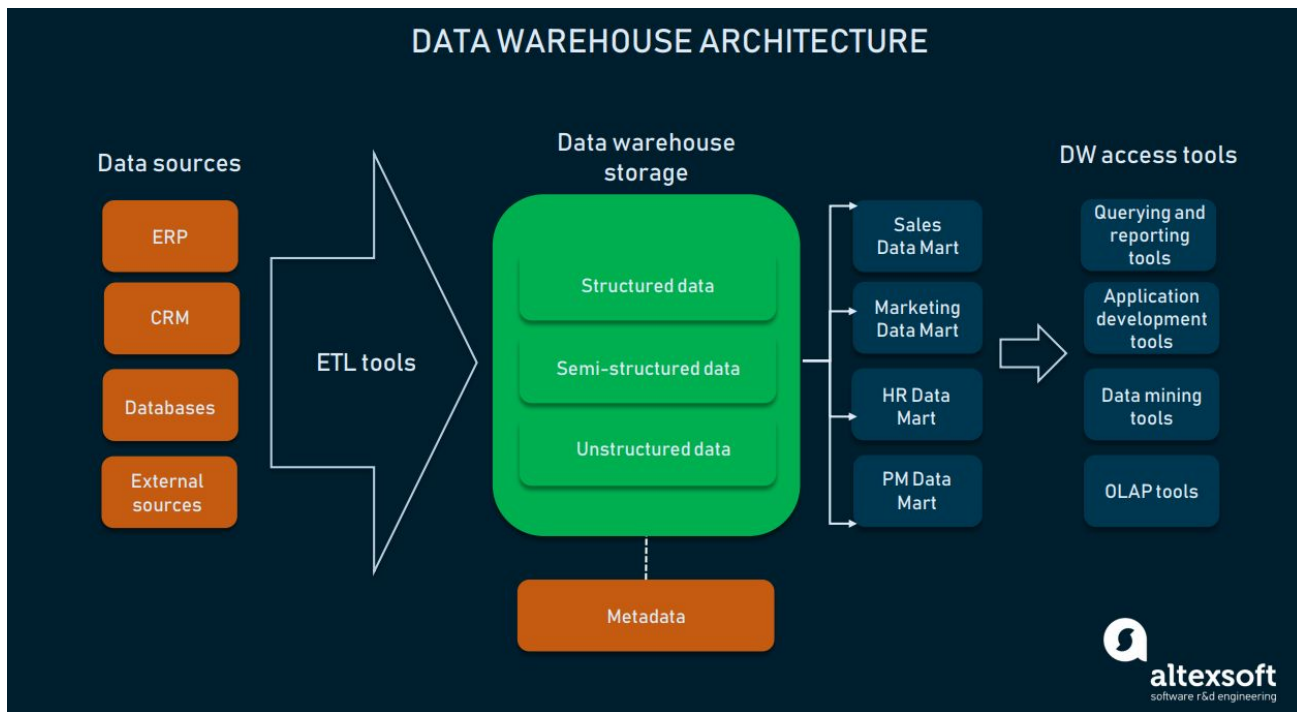 DATA WAREHOUSE ARCHITECTURE
Data sources
ERP
CRM
Databases
External
sources
ETL tools
Data warehouse
storage
Structured data
Semi-structured data
Unstructured data
Metadata
Sales
Data Mart
Marketing
Data Mart
HR Data
Mart
PM Data
Mart
DW access tools
Querying and
reporting
tools
Application
development
tools
Data mining
tools
OLAP tools
altexsoft
software r&d engineering